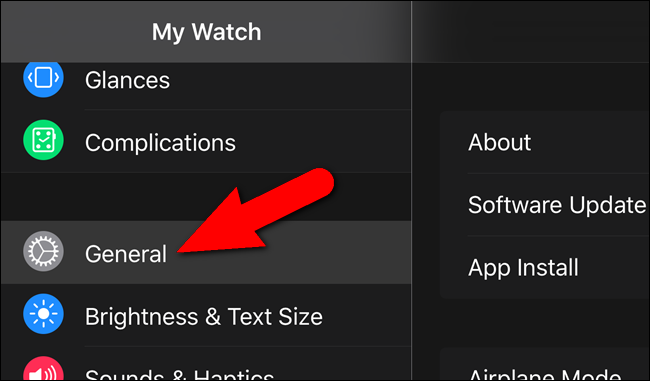 My Watch
Glances
Complications
General
Brightness & Text Size
Sounds & Haptics
About
Software Update
App Install
Airplane Mode